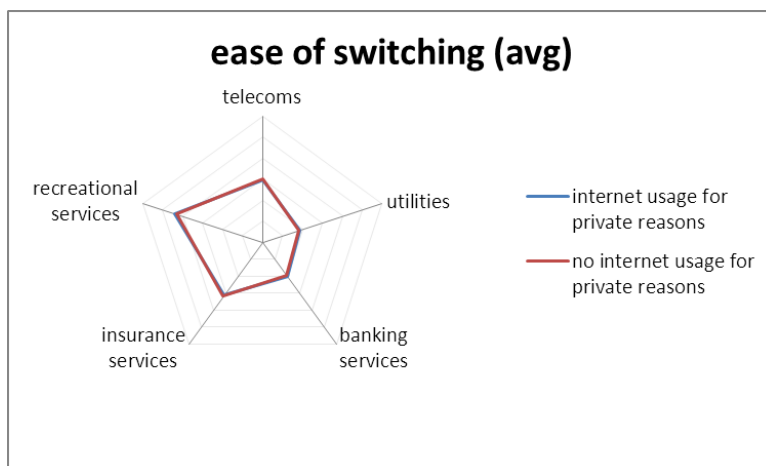 ease of switching (avg)
telecoms
recreational
services
utilities
insurance
services
banking
services
internet usage for
private reasons
no internet usage for
private reasons